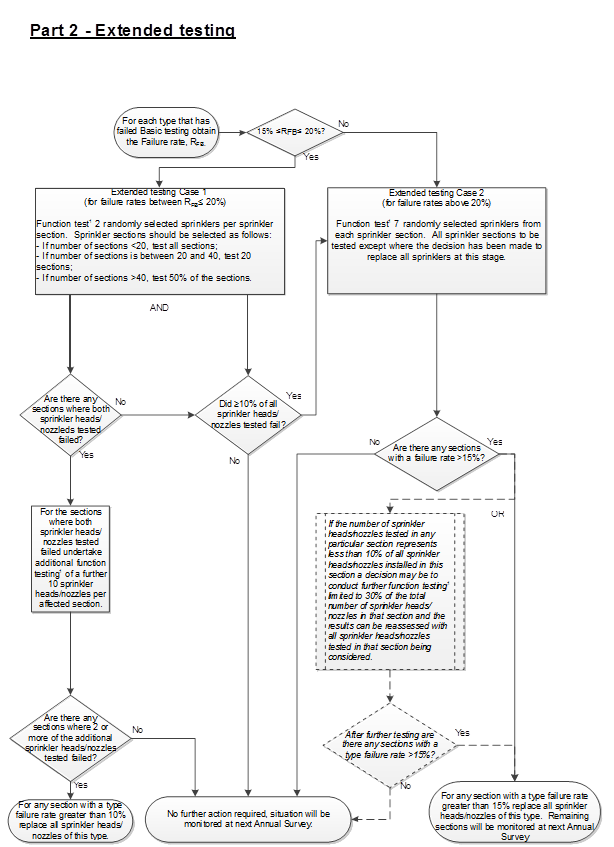 Part 2 - Extended testing
For each type that has
failed Basic testing obtain
the Failure rate, RFB.
15% ≤RFB≤ 20%?
No
Yes
Extended testing Case 1
(for failure rates between RFB≤ 20%)
Function test' 2 randomly selected sprinklers per sprinkler
section. Sprinkler sections should be selected as follows:
- If number of sections <20, test all sections;
- If number of sections is between 20 and 40, test 20
sections;
- If number of sections >40, test 50% of the sections.
Extended testing Case 2
(for failure rates above 20%)
Function test' 7 randomly selected sprinklers from
each sprinkler section. All sprinkler sections to be
tested except where the decision has been made to
replace all sprinklers at this stage.
AND
Are there any
sections where both
sprinkler heads/
nozzleds tested
failed?
No
Yes
Did ≥10% of all
sprinkler heads/
nozzles tested fail?
Yes
No
Are there any sections
with a failure rate >15%?
No
Yes
OR
For the sections
where both
sprinkler heads/
nozzles tested
failed undertake
additional function
testing' of a further
10 sprinkler
heads/nozzles per
affected section.
If the number of sprinkler
heads/nozzles tested in any
particular section represents
less than 10% of all sprinkler
heads/nozzles installed in this
section a decision may be to
conduct further function testing'
limited to 30% of the total
number of sprinkler heads/
nozzles in that section and the
results can be reassessed with
all sprinkler heads/nozzles
tested in that section being
considered.
Are there any
sections where 2 or
more of the additional
sprinkler heads/nozzles
tested failed?
No
Yes
After further testing are
there any sections with a
type failure rate >15%?
Yes
No
For any section with a type
failure rate greater than 10%
replace all sprinkler heads/
nozzles of this type.
No further action required, situation will be
monitored at next Annual Survey.
For any section with a type failure rate
greater than 15% replace all sprinkler
heads/nozzles of this type. Remaining
sections will be monitored at next Annual
Survey